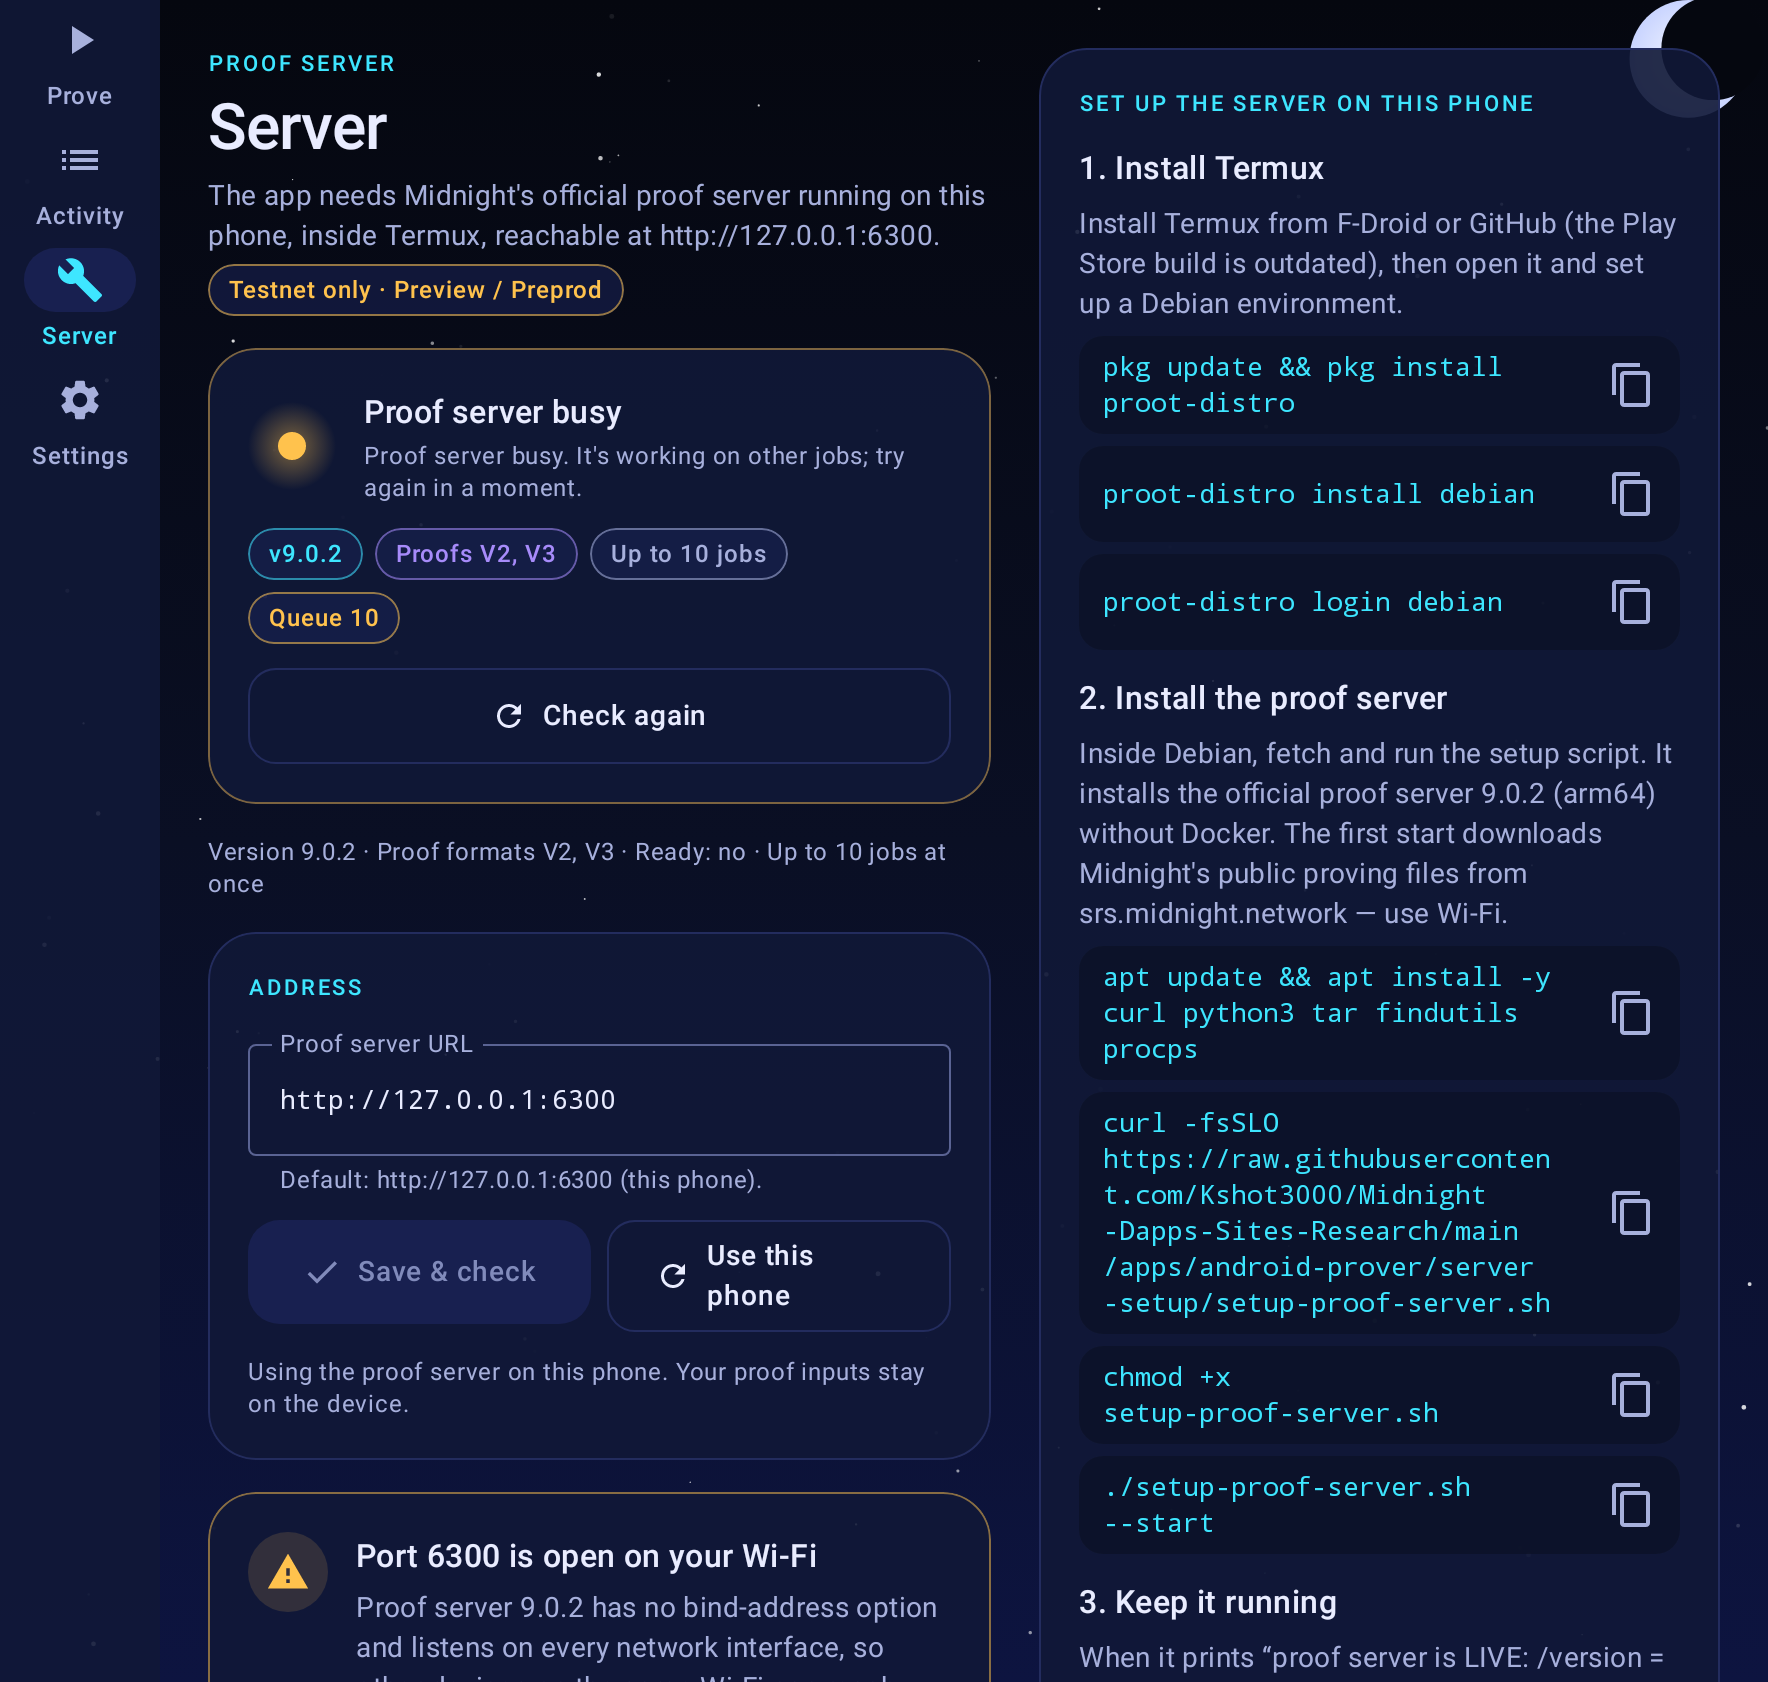 Prove
Activity
Server
Settings
PROOF SERVER
Server
The app needs Midnight's official proof server running on this
phone, inside Termux, reachable at http://127.0.0.1:6300.
Testnet only · Preview / Preprod
Proof server busy
Proof server busy. It's working on other jobs; try
again in a moment.
v9.0.2
Proofs V2, V3
Up to 10 jobs
Queue 10
Check again
Version 9.0.2 · Proof formats V2, V3 · Ready: no · Up to 10 jobs at
once
ADDRESS
Proof server URL
http://127.0.0.1:6300
Default: http://127.0.0.1:6300 (this phone).
Save & check
Use this
phone
Using the proof server on this phone. Your proof inputs stay
on the device.
Port 6300 is open on your Wi-Fi
Proof server 9.0.2 has no bind-address option
and listens on every network interface, so
SET UP THE SERVER ON THIS PHONE
1. Install Termux
Install Termux from F-Droid or GitHub (the Play
Store build is outdated), then open it and set
up a Debian environment.
pkg update && pkg install
proot-distro
proot-distro install debian
proot-distro login debian
2. Install the proof server
Inside Debian, fetch and run the setup script. It
installs the official proof server 9.0.2 (arm64)
without Docker. The first start downloads
Midnight's public proving files from
srs.midnight.network — use Wi-Fi.
apt update && apt install -y
curl python3 tar findutils
procps
curl -fsSLO
https://raw.githubuserconten
t.com/Kshot3000/Midnight
-Dapps-Sites-Research/main
/apps/android-prover/server
-setup/setup-proof-server.sh
chmod +x
setup-proof-server.sh
./setup-proof-server.sh
--start
3. Keep it running
When it prints “proof server is LIVE: /version =